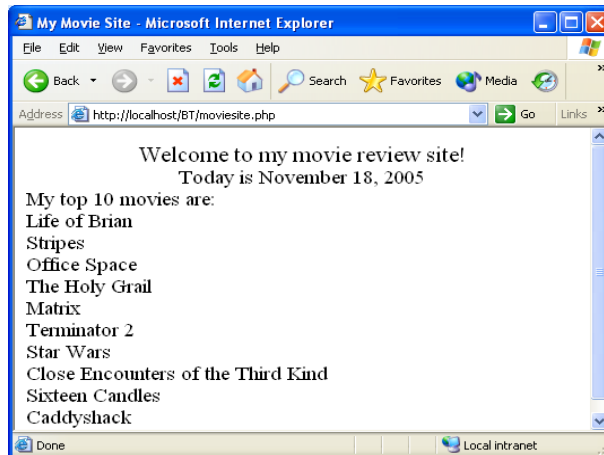 My Movie Site - Microsoft Internet Explorer
File Edit View Favorites Tools Help
Back Search Favorites Media »
Address http://localhost/BT/moviesite.php Go Links »
Welcome to my movie review site!
Today is November 18, 2005
My top 10 movies are:
Life of Brian
Stripes
Office Space
The Holy Grail
Matrix
Terminator 2
Star Wars
Close Encounters of the Third Kind
Sixteen Candles
Caddyshack
Done Local intranet